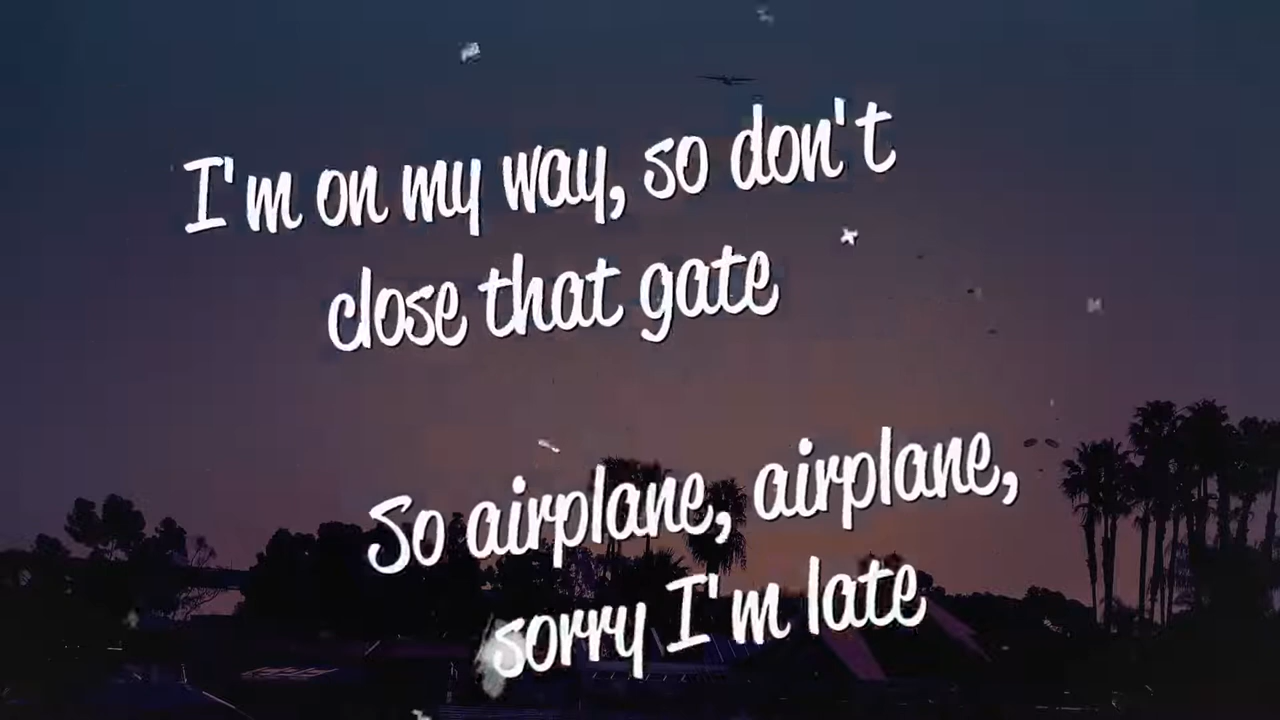 So airplane, airplane,
sorry I'm late
I'm on my way, so don't
close that gate